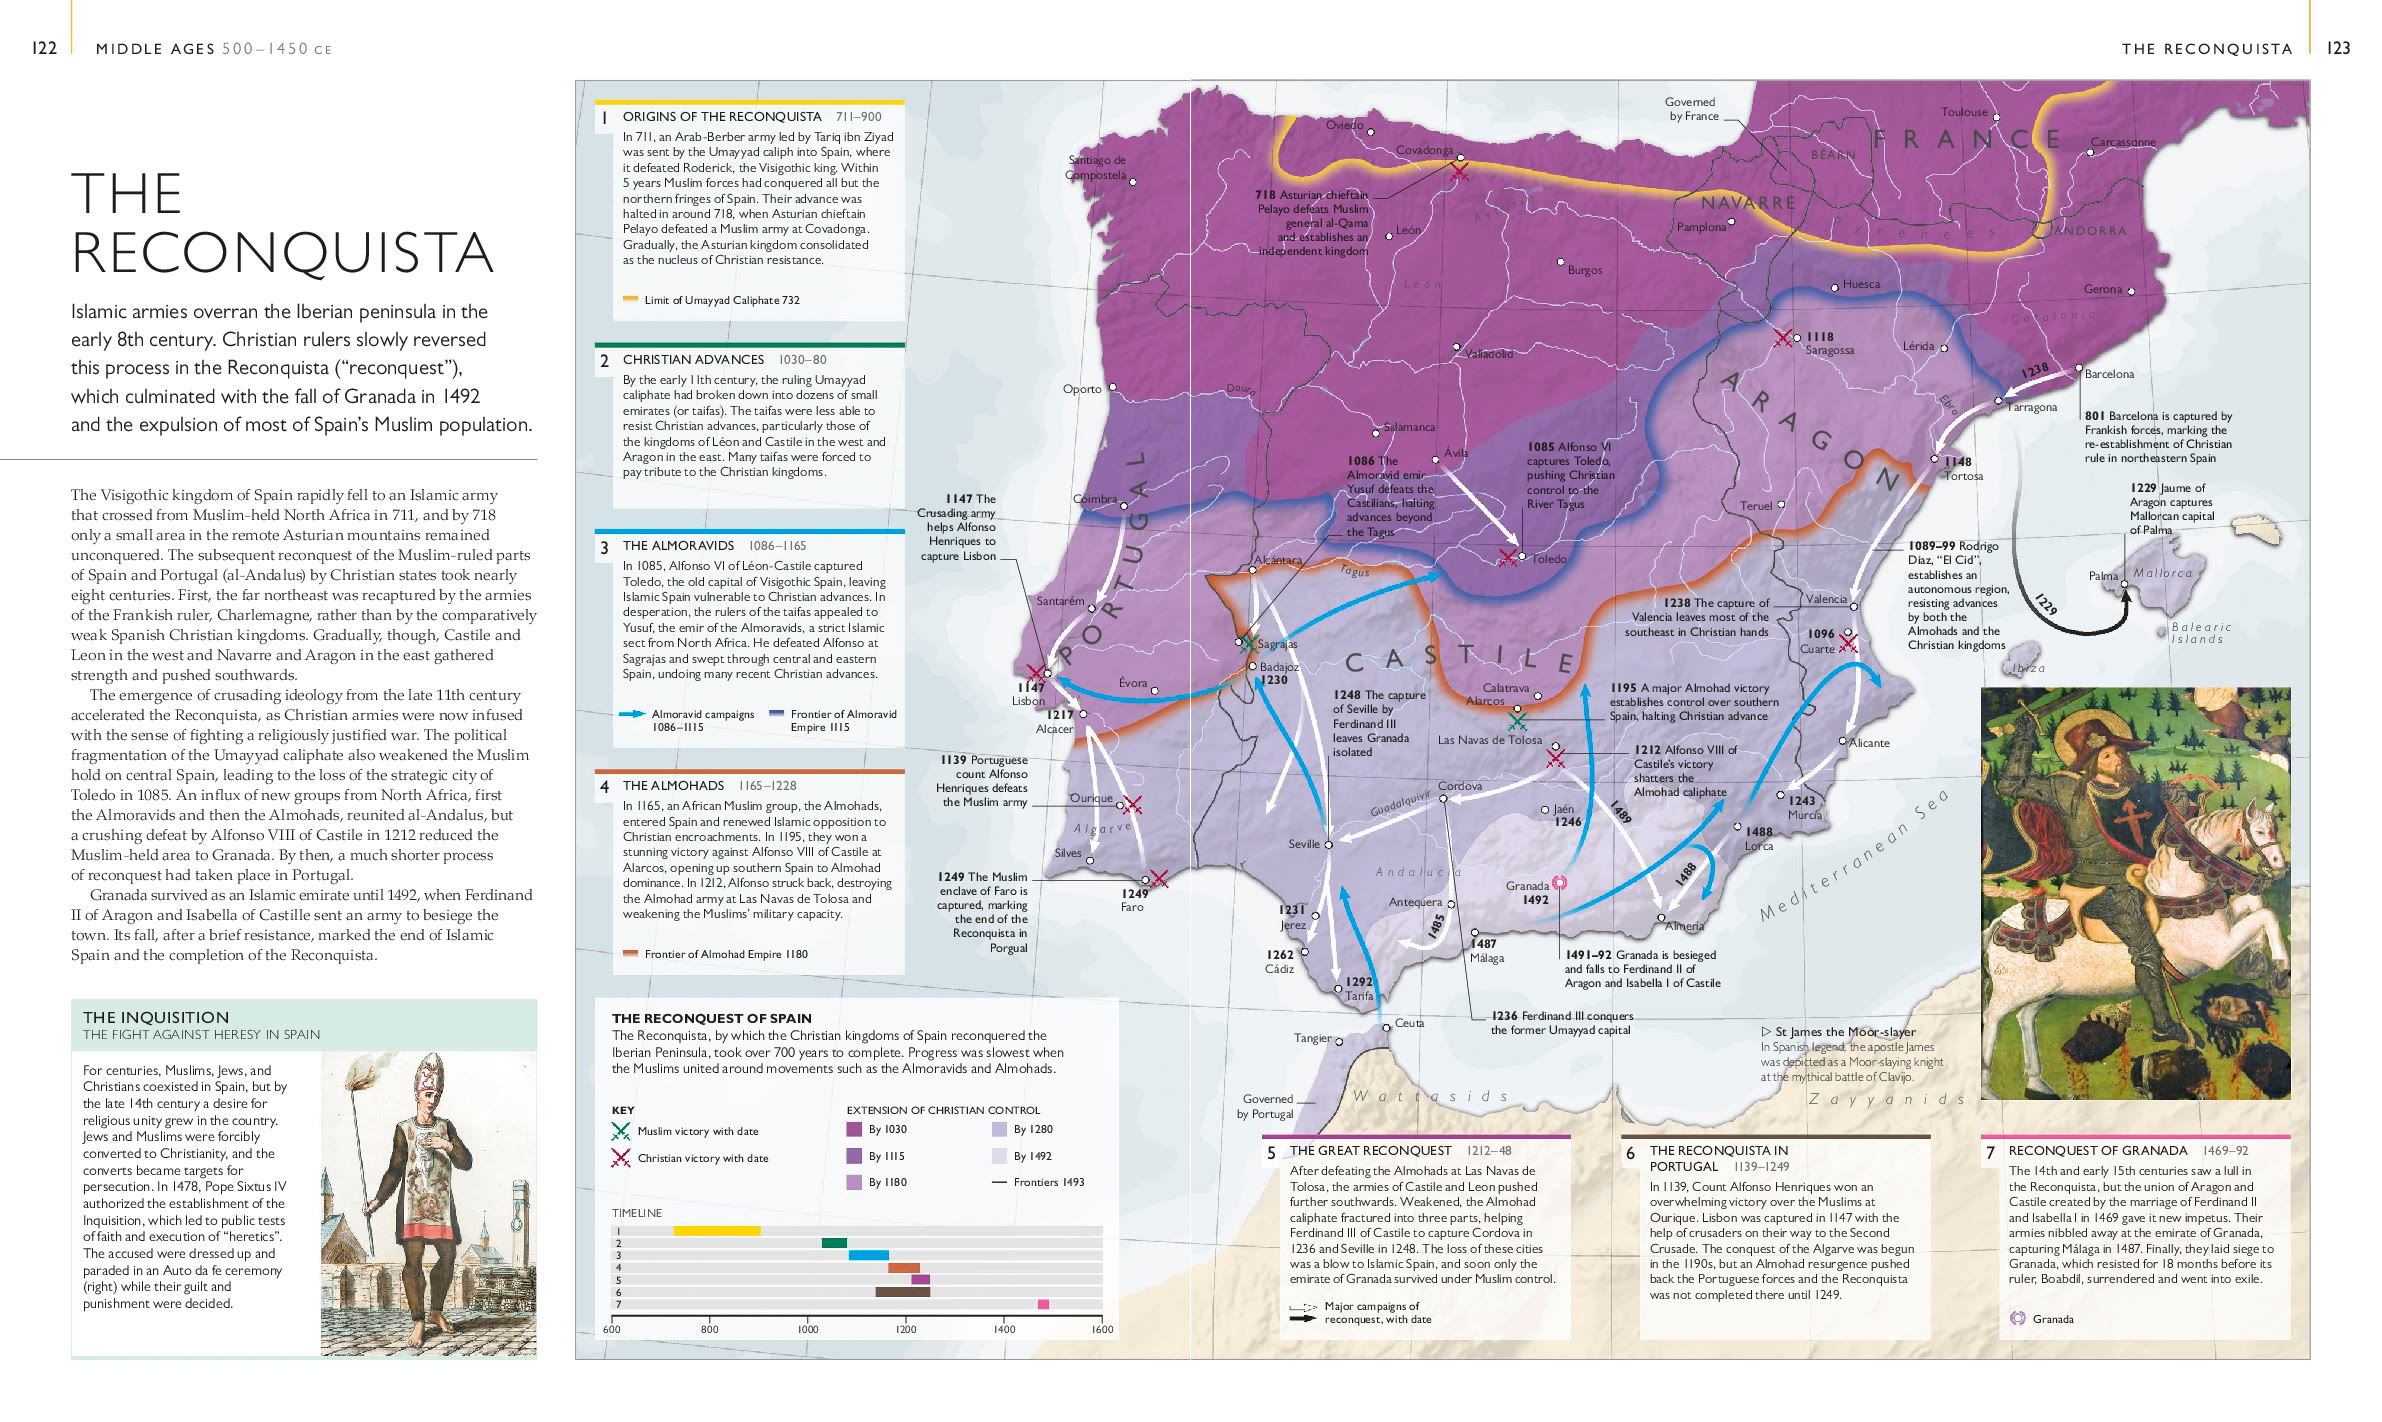 122
MIDDLE AGES 500–1450 CE
THE RECONQUISTA
123
THE
RECONQUISTA
Islamic armies overran the Iberian peninsula in the
early 8th century. Christian rulers slowly reversed
this process in the Reconquista (“reconquest”),
which culminated with the fall of Granada in 1492
and the expulsion of most of Spain’s Muslim population.
The Visigothic kingdom of Spain rapidly fell to an Islamic army
that crossed from Muslim-held North Africa in 711, and by 718
only a small area in the remote Asturian mountains remained
unconquered. The subsequent reconquest of the Muslim-ruled parts
of Spain and Portugal (al-Andalus) by Christian states took nearly
eight centuries. First, the far northeast was recaptured by the armies
of the Frankish ruler, Charlemagne, rather than by the comparatively
weak Spanish Christian kingdoms. Gradually, though, Castile and
Leon in the west and Navarre and Aragon in the east gathered
strength and pushed southwards.
The emergence of crusading ideology from the late 11th century
accelerated the Reconquista, as Christian armies were now infused
with the sense of fighting a religiously justified war. The political
fragmentation of the Umayyad caliphate also weakened the Muslim
hold on central Spain, leading to the loss of the strategic city of
Toledo in 1085. An influx of new groups from North Africa, first
the Almoravids and then the Almohads, reunited al-Andalus, but
a crushing defeat by Alfonso VIII of Castile in 1212 reduced the
Muslim-held area to Granada. By then, a much shorter process
of reconquest had taken place in Portugal.
Granada survived as an Islamic emirate until 1492, when Ferdinand
II of Aragon and Isabella of Castille sent an army to besiege the
town. Its fall, after a brief resistance, marked the end of Islamic
Spain and the completion of the Reconquista.
THE INQUISITION
THE FIGHT AGAINST HERESY IN SPAIN
For centuries, Muslims, Jews, and
Christians coexisted in Spain, but by
the late 14th century a desire for
religious unity grew in the country.
Jews and Muslims were forcibly
converted to Christianity, and the
converts became targets for
persecution. In 1478, Pope Sixtus IV
authorized the establishment of the
Inquisition, which led to public tests
of faith and execution of “heretics”.
The accused were dressed up and
paraded in an Auto da fe ceremony
(right) while their guilt and
punishment were decided.
1 ORIGINS OF THE RECONQUISTA 711–900
In 711, an Arab-Berber army led by Tariq ibn Ziyad
was sent by the Umayyad caliph into Spain, where
it defeated Roderick, the Visigothic king. Within
5 years Muslim forces had conquered all but the
northern fringes of Spain. Their advance was
halted in around 718, when Asturian chieftain
Pelayo defeated a Muslim army at Covadonga.
Gradually, the Asturian kingdom consolidated
as the nucleus of Christian resistance.
Limit of Umayyad Caliphate 732
2 CHRISTIAN ADVANCES 1030–80
By the early 11th century, the ruling Umayyad
caliphate had broken down into dozens of small
emirates (or taifas). The taifas were less able to
resist Christian advances, particularly those of
the kingdoms of Léon and Castile in the west and
Aragon in the east. Many taifas were forced to
pay tribute to the Christian kingdoms.
3 THE ALMORAVIDS 1086–1165
In 1085, Alfonso VI of Léon-Castile captured
Toledo, the old capital of Visigothic Spain, leaving
Islamic Spain vulnerable to Christian advances. In
desperation, the rulers of the taifas appealed to
Yusuf, the emir of the Almoravids, a strict Islamic
sect from North Africa. He defeated Alfonso at
Sagrajas and swept through central and eastern
Spain, undoing many recent Christian advances.
Almoravid campaigns
1086–1115
Frontier of Almoravid
Empire 1115
4 THE ALMOHADS 1165–1228
In 1165, an African Muslim group, the Almohads,
entered Spain and renewed Islamic opposition to
Christian encroachments. In 1195, they won a
stunning victory against Alfonso VIII of Castile at
Alarcos, opening up southern Spain to Almohad
dominance. In 1212, Alfonso struck back, destroying
the Almohad army at Las Navas de Tolosa and
weakening the Muslims’ military capacity.
Frontier of Almohad Empire 1180
THE RECONQUEST OF SPAIN
The Reconquista, by which the Christian kingdoms of Spain reconquered the
Iberian Peninsula, took over 700 years to complete. Progress was slowest when
the Muslims united around movements such as the Almoravids and Almohads.
KEY
Muslim victory with date
Christian victory with date
EXTENSION OF CHRISTIAN CONTROL
By 1030
By 1115
By 1180
By 1280
By 1492
Frontiers 1493
TIMELINE
1
2
3
4
5
6
7
600 800 1000 1200 1400 1600
Governed
by France
Toulouse
FRANCE
Carcassonne
BÉARN
Oviedo
Covadonga
Santiago de
Compostela
718 Asturian chieftain
Pelayo defeats Muslim
general al-Qama
and establishes an
independent kingdom
Asturias
NAVARRE
Pamplona
Pyrenees
ANDORRA
León
Burgos
León
Huesca
Gerona
Catalonia
1118
Saragossa
Lérida
Valladolid
1238
Barcelona
Oporto
Douro
ARAGON
Ebro
Tarragona
801 Barcelona is captured by
Frankish forces, marking the
re-establishment of Christian
rule in northeastern Spain
Salamanca
Ávila
1085 Alfonso VI
captures Toledo,
pushing Christian
control to the
River Tagus
1086 The
Almoravid emir
Yusuf defeats the
Castilians, halting
advances beyond
the Tagus
1148
Tortosa
1229 Jaume of
Aragon captures
Mallorcan capital
of Palma
Coimbra
PORTUGAL
1147 The
Crusading army
helps Alfonso
Henriques to
capture Lisbon
Teruel
1089–99 Rodrigo
Díaz, “El Cid”,
establishes an
autonomous region,
resisting advances
by both the
Almohads and the
Christian kingdoms
Alcántara
Tagus
Toledo
Palma
Mallorca
1229
Balearic
Islands
Ibiza
Santarém
1238 The capture of
Valencia leaves most of the
southeast in Christian hands
Valencia
1096
Cuarte
Sagrajas
CASTILE
Badajoz
1230
Évora
1147
Lisbon
1217
Alcacer
1248 The capture
of Seville by
Ferdinand III
leaves Granada
isolated
Calatrava
Alarcos
1195 A major Almohad victory
establishes control over southern
Spain, halting Christian advance
Las Navas de Tolosa
1212 Alfonso VIII of
Castile’s victory
shatters the
Almohad caliphate
Alicante
1139 Portuguese
count Alfonso
Henriques defeats
the Muslim army
Ourique
Algarve
Guadalquivir
Cordova
Jaén
1246
1489
1243
Murcia
1488
Lorca
Mediterranean Sea
Silves
Seville
1249 The Muslim
enclave of Faro is
captured, marking
the end of the
Reconquista in
Porgual
1249
Faro
Andalucia
Granada
1492
1488
Antequera
1485
Almería
1231
Jerez
1262
Cádiz
1487
Málaga
1491–92 Granada is besieged
and falls to Ferdinand II of
Aragon and Isabella I of Castile
1292
Tarifa
1236 Ferdinand III conquers
the former Umayyad capital
Ceuta
Tangier
Governed
by Portugal
Wattasids
Zayyanids
▷ St James the Moor-slayer
In Spanish legend, the apostle James
was depicted as a Moor-slaying knight
at the mythical battle of Clavijo.
5 THE GREAT RECONQUEST 1212–48
After defeating the Almohads at Las Navas de
Tolosa, the armies of Castile and Leon pushed
further southwards. Weakened, the Almohad
caliphate fractured into three parts, helping
Ferdinand III of Castile to capture Cordova in
1236 and Seville in 1248. The loss of these cities
was a blow to Islamic Spain, and soon only the
emirate of Granada survived under Muslim control.
Major campaigns of
reconquest, with date
6 THE RECONQUISTA IN
PORTUGAL 1139–1249
In 1139, Count Alfonso Henriques won an
overwhelming victory over the Muslims at
Ourique. Lisbon was captured in 1147 with the
help of crusaders on their way to the Second
Crusade. The conquest of the Algarve was begun
in the 1190s, but an Almohad resurgence pushed
back the Portuguese forces and the Reconquista
was not completed there until 1249.
7 RECONQUEST OF GRANADA 1469–92
The 14th and early 15th centuries saw a lull in
the Reconquista, but the union of Aragon and
Castile created by the marriage of Ferdinand II
and Isabella I in 1469 gave it new impetus. Their
armies nibbled away at the emirate of Granada,
capturing Málaga in 1487. Finally, they laid siege to
Granada, which resisted for 18 months before its
ruler, Boabdil, surrendered and went into exile.
Granada